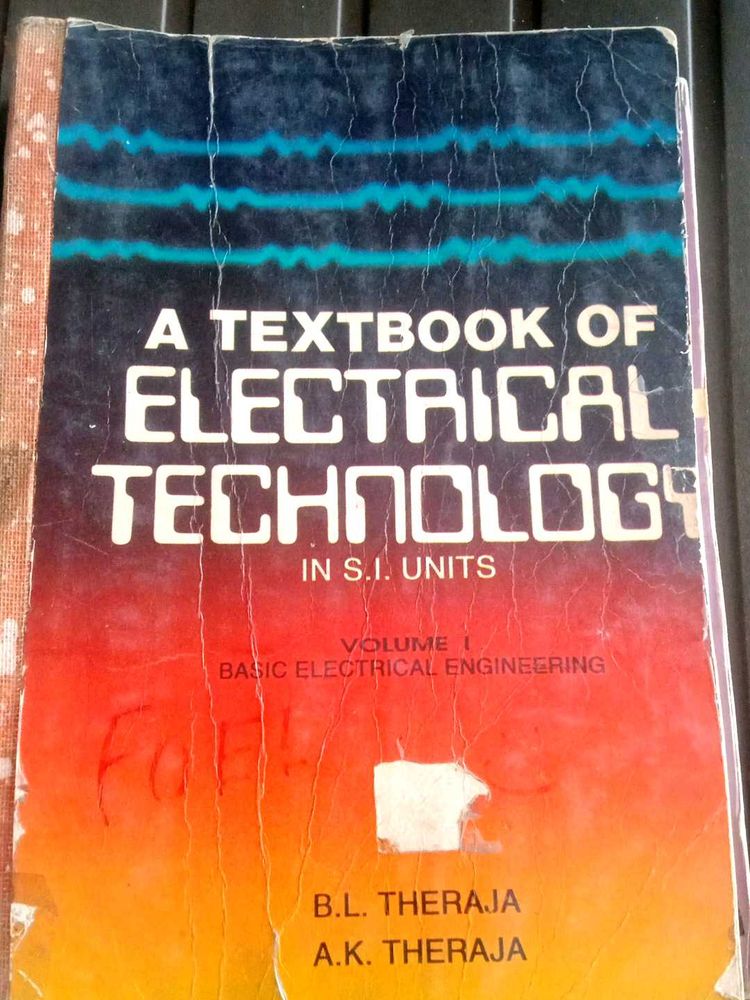 A TEXTBOOK OF
ELECTRICAL
TECHNOLOGY
IN S.I. UNITS
VOLUME I
BASIC ELECTRICAL ENGINEERING
B.L. THERAJA
A.K. THERAJA